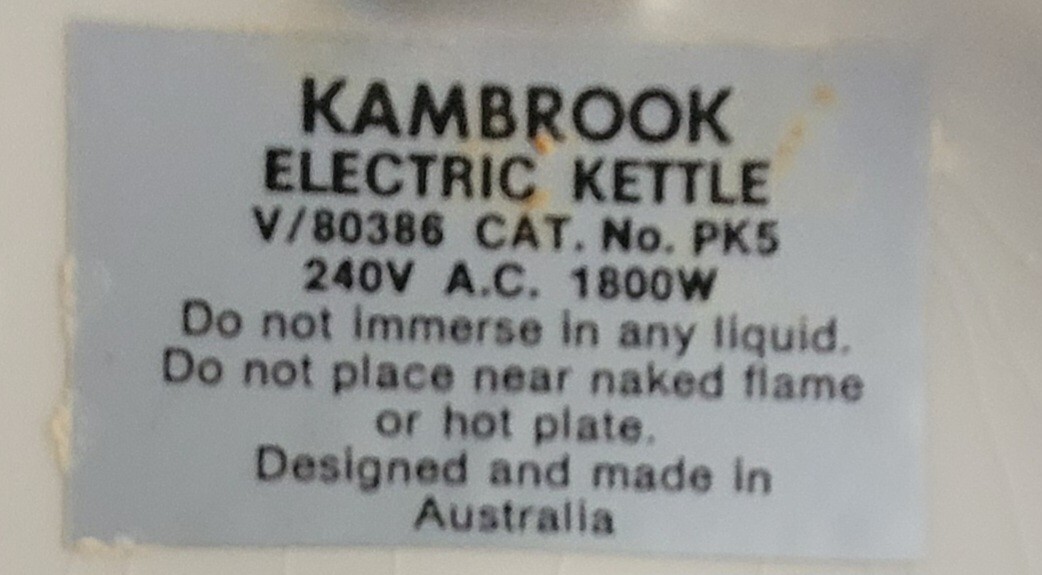 KAMBROOK
ELECTRIC KETTLE
V/80386 CAT. No. PK5
240V A.C. 1800W
Do not immerse in any liquid.
Do not place near naked flame
or hot plate.
Designed and made in
Australia